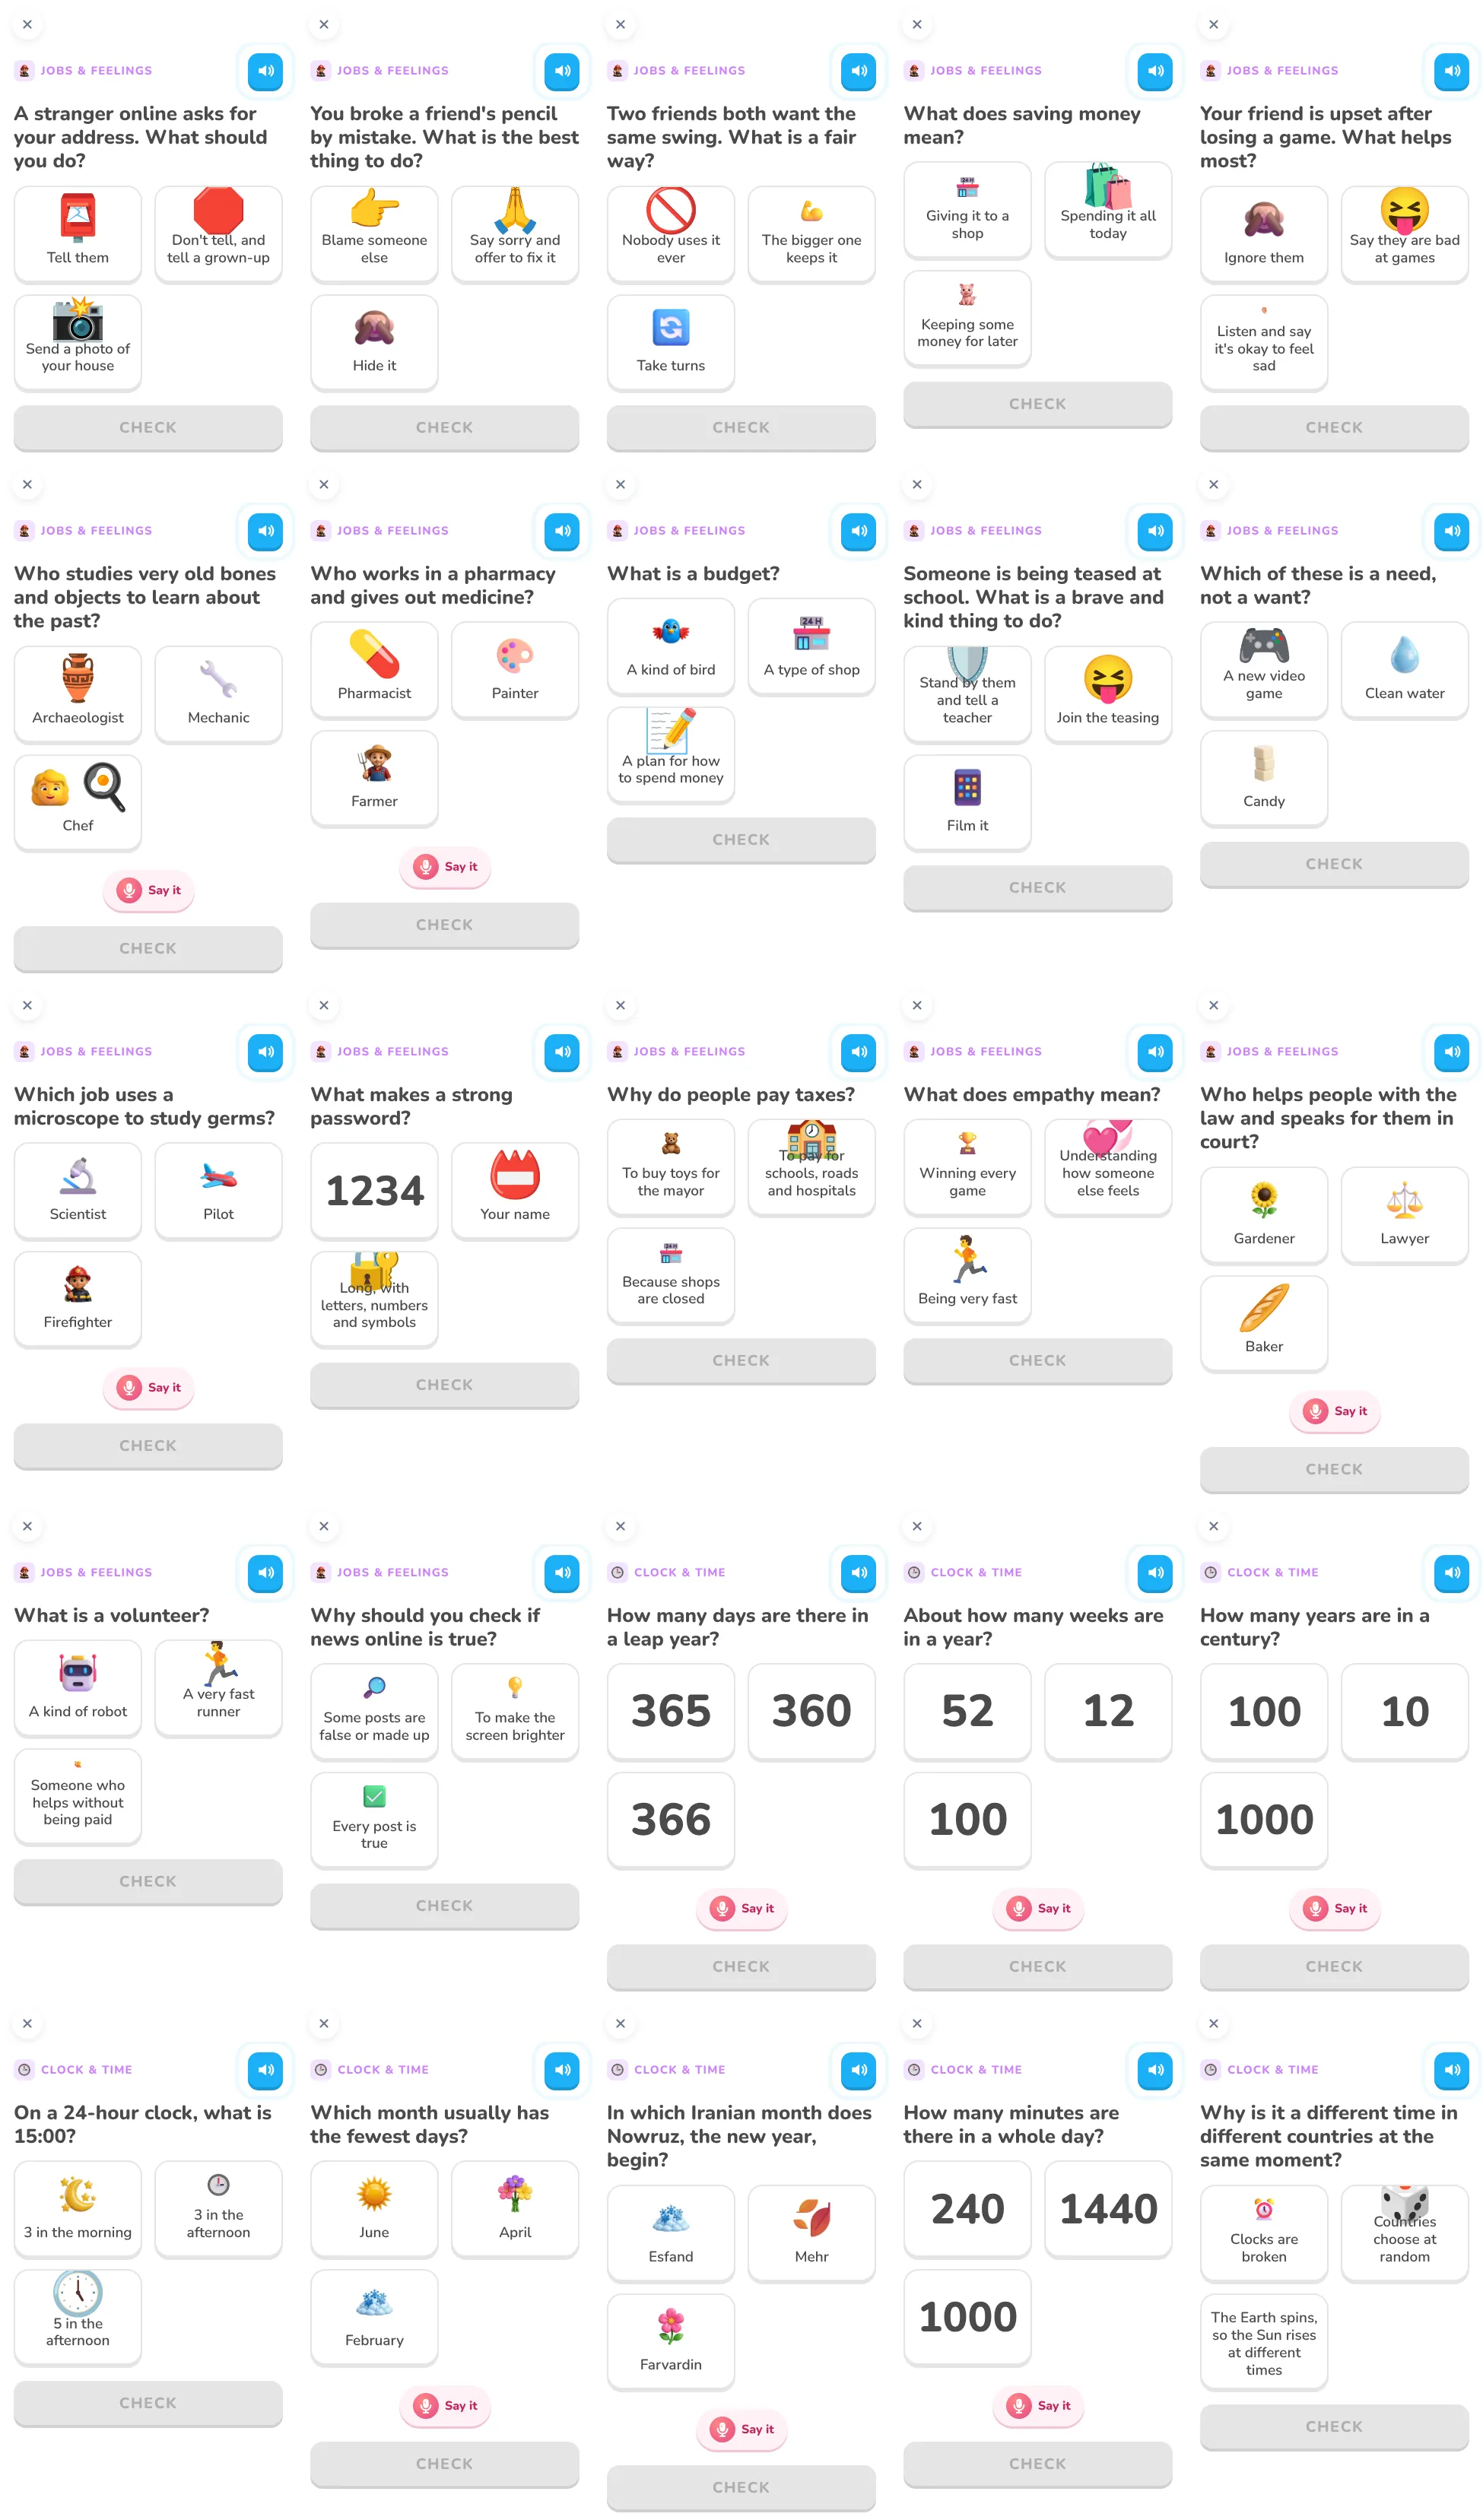 JOBS & FEELINGS
A stranger online asks for
your address. What should
you do?
Tell them
Don't tell, and
tell a grown-up
Send a photo of
your house
CHECK
JOBS & FEELINGS
You broke a friend's pencil
by mistake. What is the best
thing to do?
Blame someone
else
Say sorry and
offer to fix it
Hide it
CHECK
JOBS & FEELINGS
Two friends both want the
same swing. What is a fair
way?
Nobody uses it
ever
The bigger one
keeps it
Take turns
CHECK
JOBS & FEELINGS
What does saving money
mean?
24 H
Giving it to a
shop
Spending it all
today
Keeping some
money for later
CHECK
JOBS & FEELINGS
Your friend is upset after
losing a game. What helps
most?
Ignore them
Say they are bad
at games
Listen and say
it's okay to feel
sad
CHECK
JOBS & FEELINGS
Who studies very old bones
and objects to learn about
the past?
Archaeologist
Mechanic
Chef
Say it
CHECK
JOBS & FEELINGS
Who works in a pharmacy
and gives out medicine?
Pharmacist
Painter
Farmer
Say it
CHECK
JOBS & FEELINGS
What is a budget?
A kind of bird
24 H
A type of shop
A plan for how
to spend money
CHECK
JOBS & FEELINGS
Someone is being teased at
school. What is a brave and
kind thing to do?
Stand by them
and tell a
teacher
Join the teasing
Film it
CHECK
JOBS & FEELINGS
Which of these is a need,
not a want?
A new video
game
Clean water
Candy
CHECK
JOBS & FEELINGS
Which job uses a
microscope to study germs?
Scientist
Pilot
Firefighter
Say it
CHECK
JOBS & FEELINGS
What makes a strong
password?
1234
Your name
Long, with
letters, numbers
and symbols
CHECK
JOBS & FEELINGS
Why do people pay taxes?
To buy toys for
the mayor
To pay for
schools, roads
and hospitals
24 H
Because shops
are closed
CHECK
JOBS & FEELINGS
What does empathy mean?
Winning every
game
Understanding
how someone
else feels
Being very fast
CHECK
JOBS & FEELINGS
Who helps people with the
law and speaks for them in
court?
Gardener
Lawyer
Baker
Say it
CHECK
JOBS & FEELINGS
What is a volunteer?
A kind of robot
A very fast
runner
Someone who
helps without
being paid
CHECK
JOBS & FEELINGS
Why should you check if
news online is true?
Some posts are
false or made up
To make the
screen brighter
Every post is
true
CHECK
CLOCK & TIME
How many days are there in
a leap year?
365
360
366
Say it
CHECK
CLOCK & TIME
About how many weeks are
in a year?
52
12
100
Say it
CHECK
CLOCK & TIME
How many years are in a
century?
100
10
1000
Say it
CHECK
CLOCK & TIME
On a 24-hour clock, what is
15:00?
3 in the morning
3 in the
afternoon
5 in the
afternoon
CHECK
CLOCK & TIME
Which month usually has
the fewest days?
June
April
February
Say it
CHECK
CLOCK & TIME
In which Iranian month does
Nowruz, the new year,
begin?
Esfand
Mehr
Farvardin
Say it
CHECK
CLOCK & TIME
How many minutes are
there in a whole day?
240
1440
1000
Say it
CHECK
CLOCK & TIME
Why is it a different time in
different countries at the
same moment?
Clocks are
broken
Countries
choose at
random
The Earth spins,
so the Sun rises
at different
times
CHECK